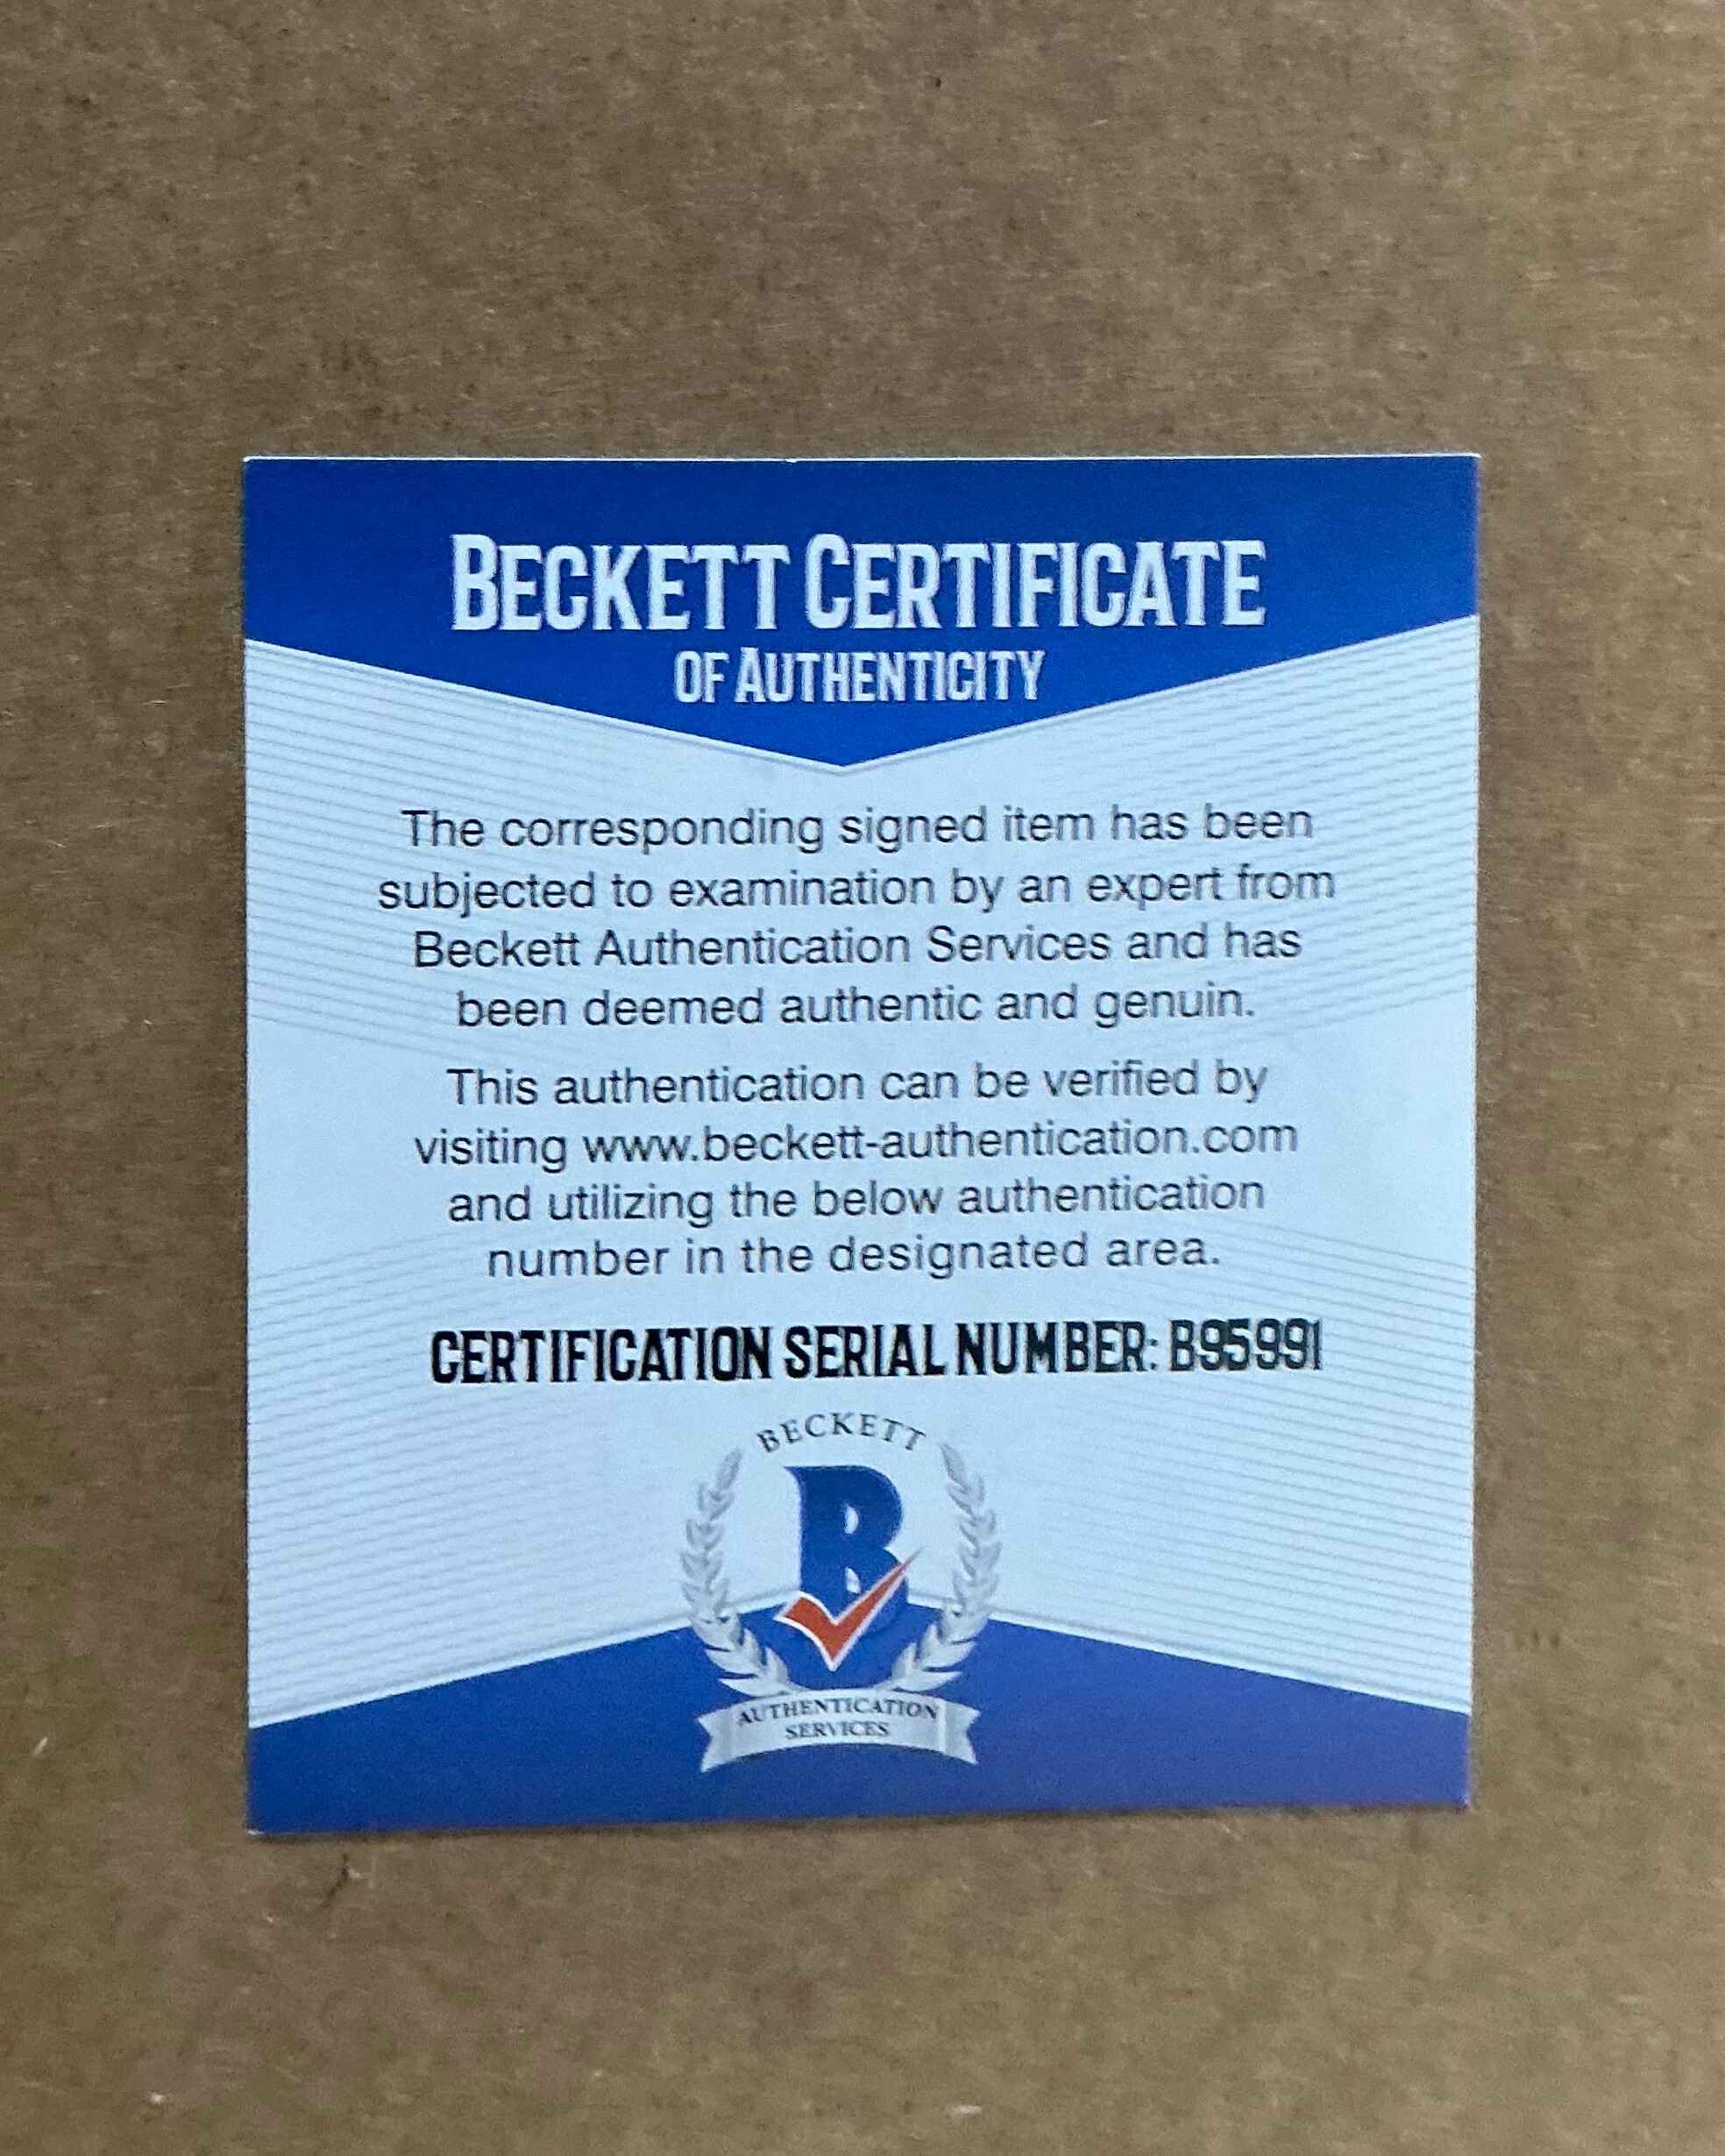 BECKETT CERTIFICATE
OF AUTHENTICITY
The corresponding signed item has been
subjected to examination by an expert from
Beckett Authentication Services and has
been deemed authentic and genuin.
This authentication can be verified by
visiting www.beckett-authentication.com
and utilizing the below authentication
number in the designated area.
CERTIFICATION SERIAL NUMBER: B95991
BECKETT
B
AUTHENTICATION
SERVICES